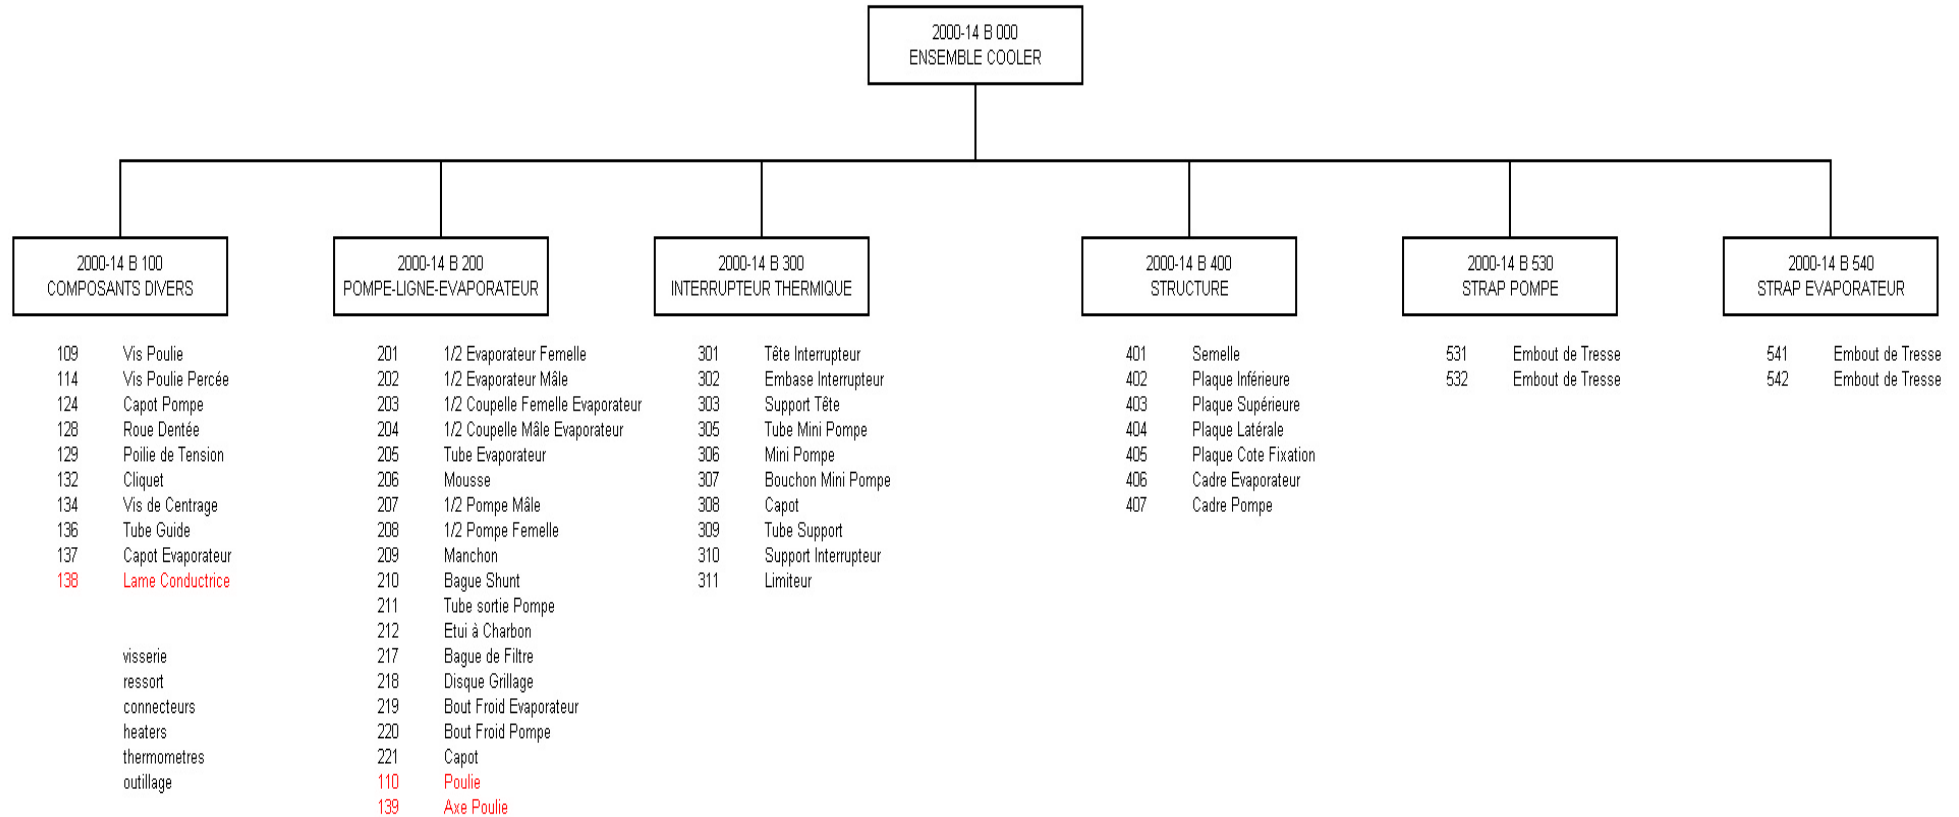 2000-14 B 000
ENSEMBLE COOLER
2000-14 B 100
COMPOSANTS DIVERS
109 Vis Poulie
114 Vis Poulie Percée
124 Capot Pompe
128 Roue Dentée
129 Poilie de Tension
132 Cliquet
134 Vis de Centrage
136 Tube Guide
137 Capot Evaporateur
138 Lame Conductrice
visserie
ressort
connecteurs
heaters
thermometres
outillage
2000-14 B 200
POMPE-LIGNE-EVAPORATEUR
201 1/2 Evaporateur Femelle
202 1/2 Evaporateur Mâle
203 1/2 Coupelle Femelle Evaporateur
204 1/2 Coupelle Mâle Evaporateur
205 Tube Evaporateur
206 Mousse
207 1/2 Pompe Mâle
208 1/2 Pompe Femelle
209 Manchon
210 Bague Shunt
211 Tube sortie Pompe
212 Etui à Charbon
217 Bague de Filtre
218 Disque Grillage
219 Bout Froid Evaporateur
220 Bout Froid Pompe
221 Capot
110 Poulie
139 Axe Poulie
2000-14 B 300
INTERRUPTEUR THERMIQUE
301 Tête Interrupteur
302 Embase Interrupteur
303 Support Tête
305 Tube Mini Pompe
306 Mini Pompe
307 Bouchon Mini Pompe
308 Capot
309 Tube Support
310 Support Interrupteur
311 Limiteur
2000-14 B 400
STRUCTURE
401 Semelle
402 Plaque Inférieure
403 Plaque Supérieure
404 Plaque Latérale
405 Plaque Cote Fixation
406 Cadre Evaporateur
407 Cadre Pompe
2000-14 B 530
STRAP POMPE
531 Embout de Tresse
532 Embout de Tresse
2000-14 B 540
STRAP EVAPORATEUR
541 Embout de Tresse
542 Embout de Tresse